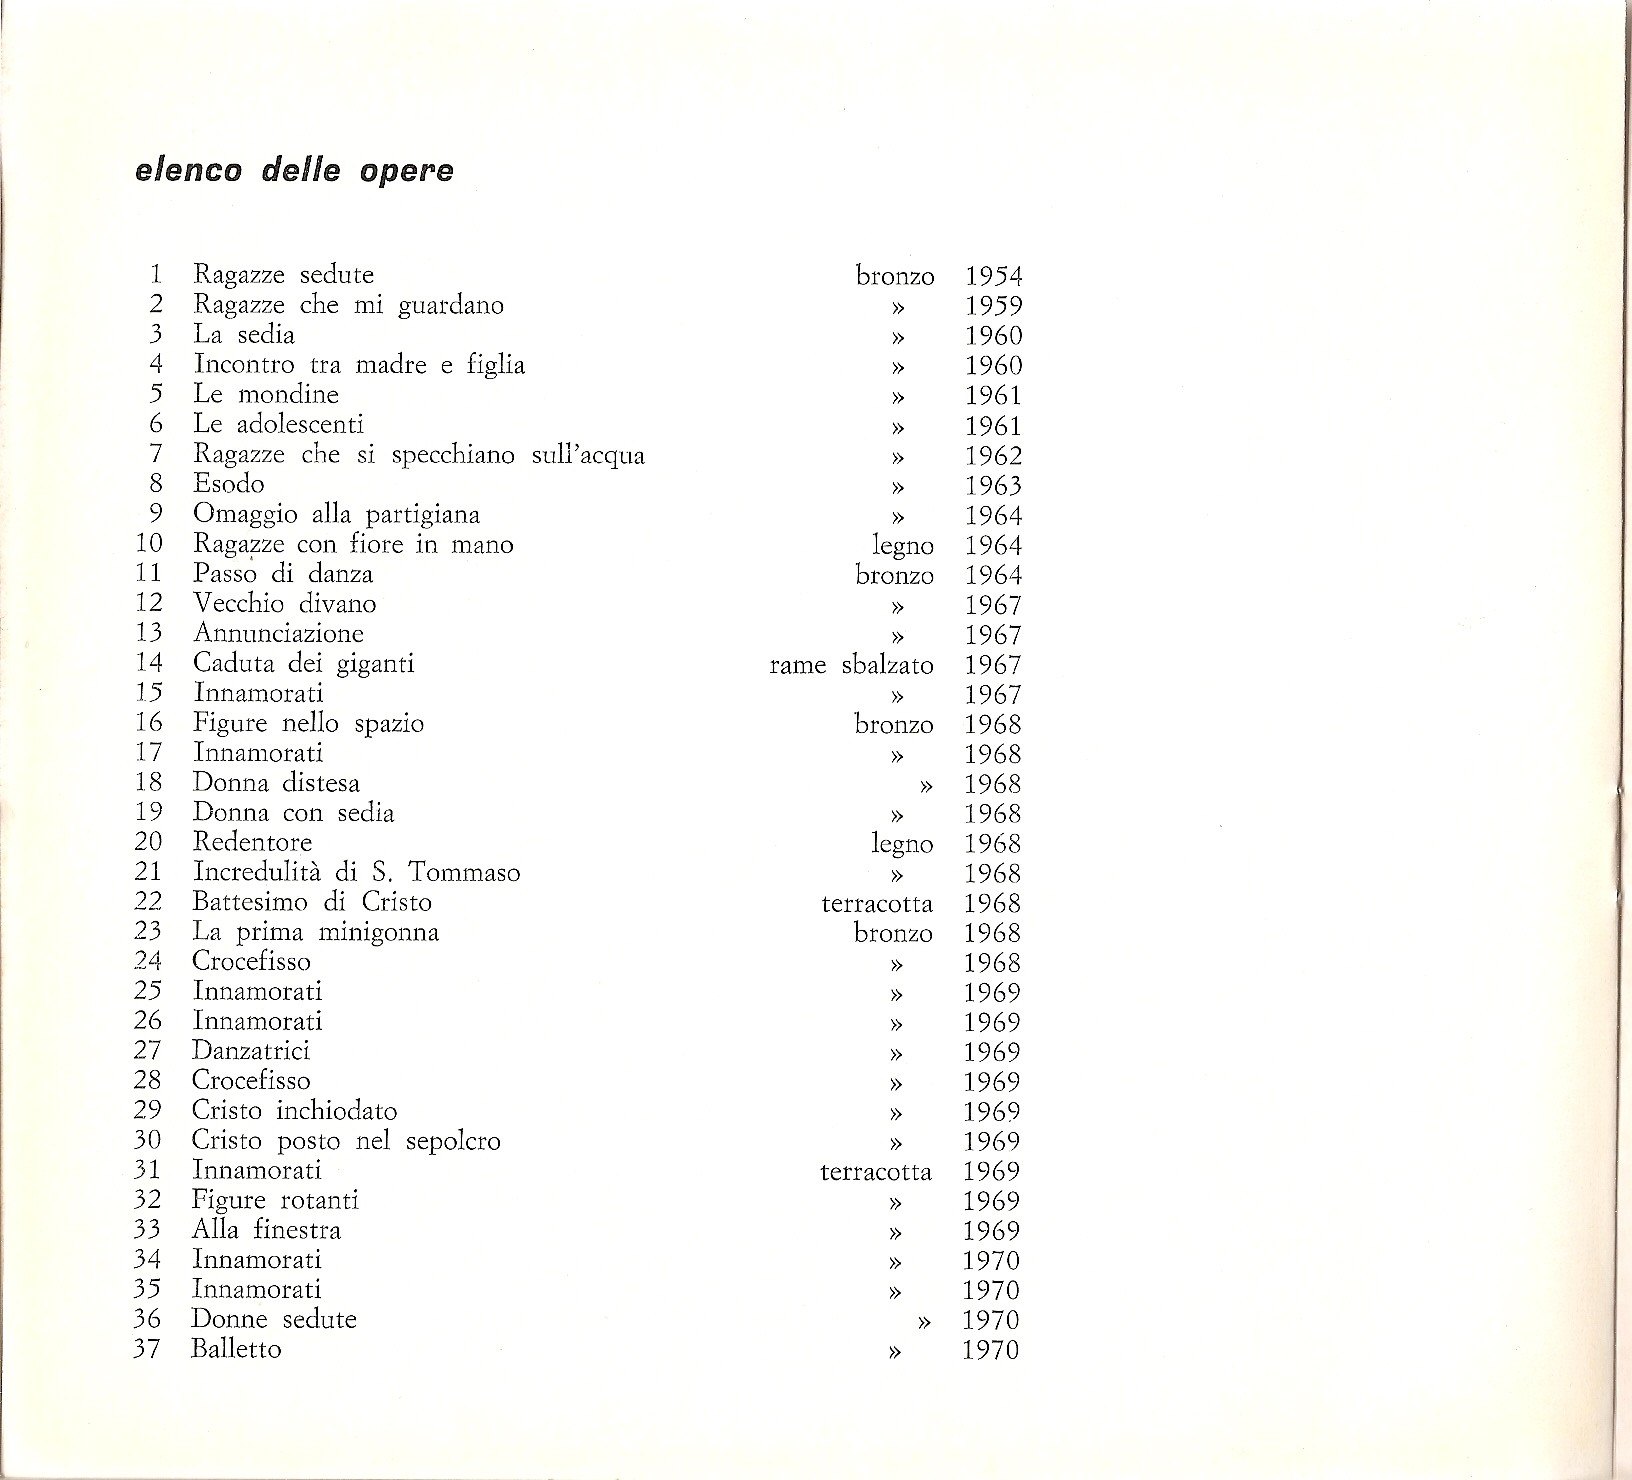 elenco delle opere
1 Ragazze sedute bronzo 1954
2 Ragazze che mi guardano » 1959
3 La sedia » 1960
4 Incontro tra madre e figlia » 1960
5 Le mondine » 1961
6 Le adolescenti » 1961
7 Ragazze che si specchiano sull'acqua » 1962
8 Esodo » 1963
9 Omaggio alla partigiana » 1964
10 Ragazze con fiore in mano legno 1964
11 Passo di danza bronzo 1964
12 Vecchio divano » 1967
13 Annunciazione » 1967
14 Caduta dei giganti rame sbalzato 1967
15 Innamorati » 1967
16 Figure nello spazio bronzo 1968
17 Innamorati » 1968
18 Donna distesa » 1968
19 Donna con sedia » 1968
20 Redentore legno 1968
21 Incredulità di S. Tommaso » 1968
22 Battesimo di Cristo terracotta 1968
23 La prima minigonna bronzo 1968
24 Crocefisso » 1968
25 Innamorati » 1969
26 Innamorati » 1969
27 Danzatrici » 1969
28 Crocefisso » 1969
29 Cristo inchiodato » 1969
30 Cristo posto nel sepolcro » 1969
31 Innamorati terracotta 1969
32 Figure rotanti » 1969
33 Alla finestra » 1969
34 Innamorati » 1970
35 Innamorati » 1970
36 Donne sedute » 1970
37 Balletto » 1970